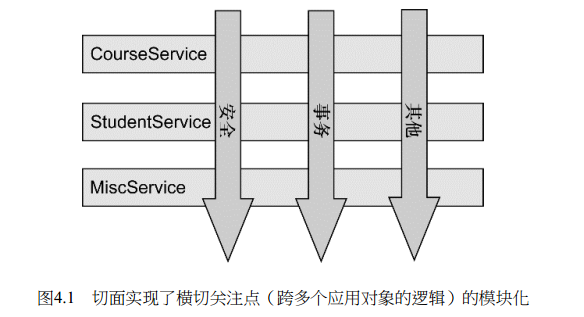 CourseService
StudentService
MiscService
安全
事务
其他
图4.1 切面实现了横切关注点（跨多个应用对象的逻辑）的模块化